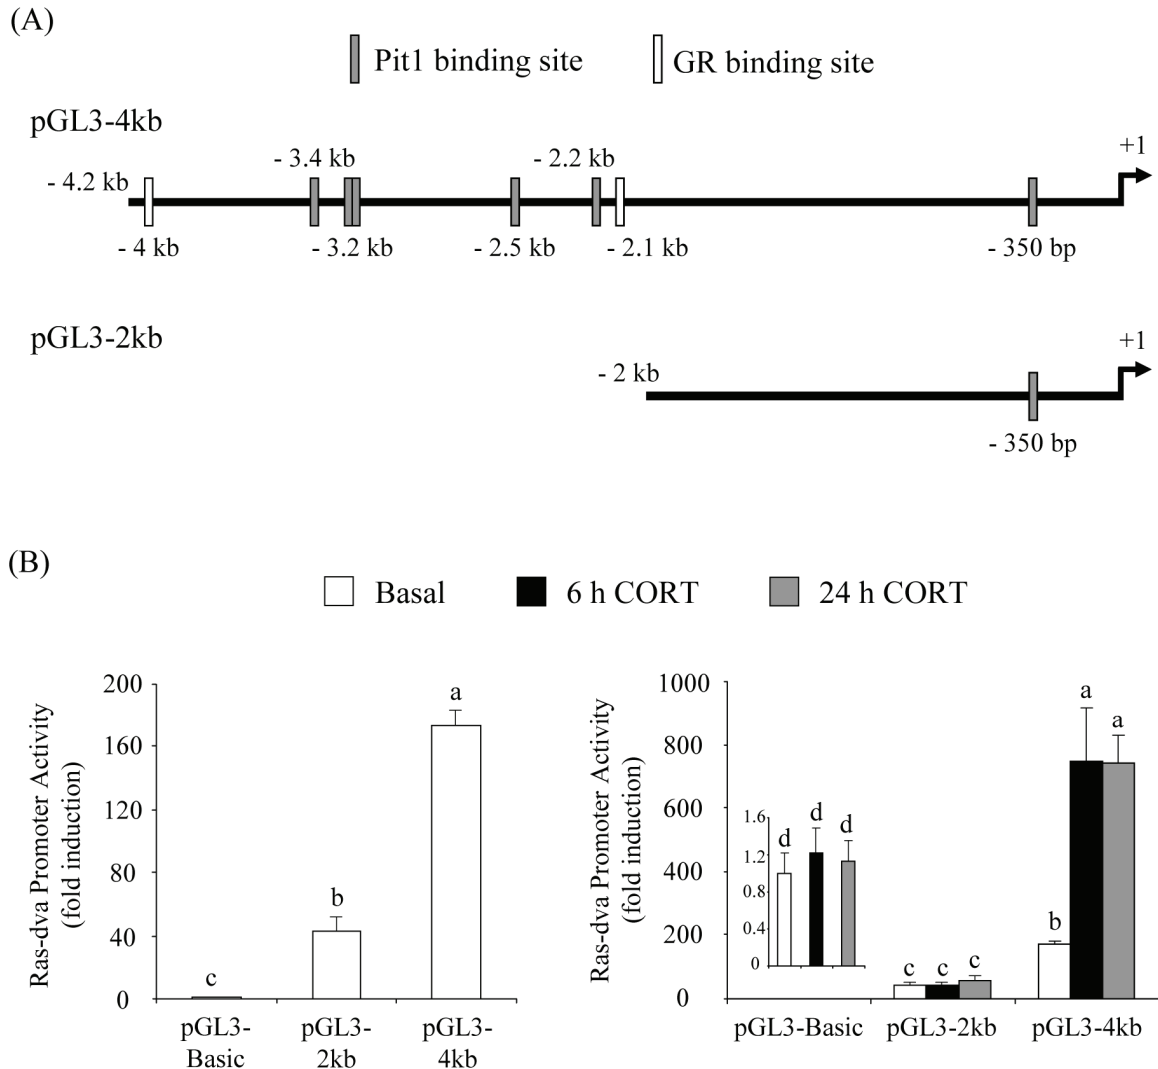 (A)
Pit1 binding site
GR binding site
pGL3-4kb
- 3.4 kb
- 2.2 kb
+1
- 4.2 kb
- 4 kb
- 3.2 kb
- 2.5 kb
- 2.1 kb
- 350 bp
pGL3-2kb
+1
- 2 kb
- 350 bp
(B)
Basal
6 h CORT
24 h CORT
Ras-dva Promoter Activity
(fold induction)
200
160
120
80
40
0
c
b
a
pGL3-
Basic
pGL3-
2kb
pGL3-
4kb
Ras-dva Promoter Activity
(fold induction)
1000
800
600
400
200
0
1.6
1.2
0.8
0.4
0
d
d
d
c
c
c
b
a
a
pGL3-Basic
pGL3-2kb
pGL3-4kb